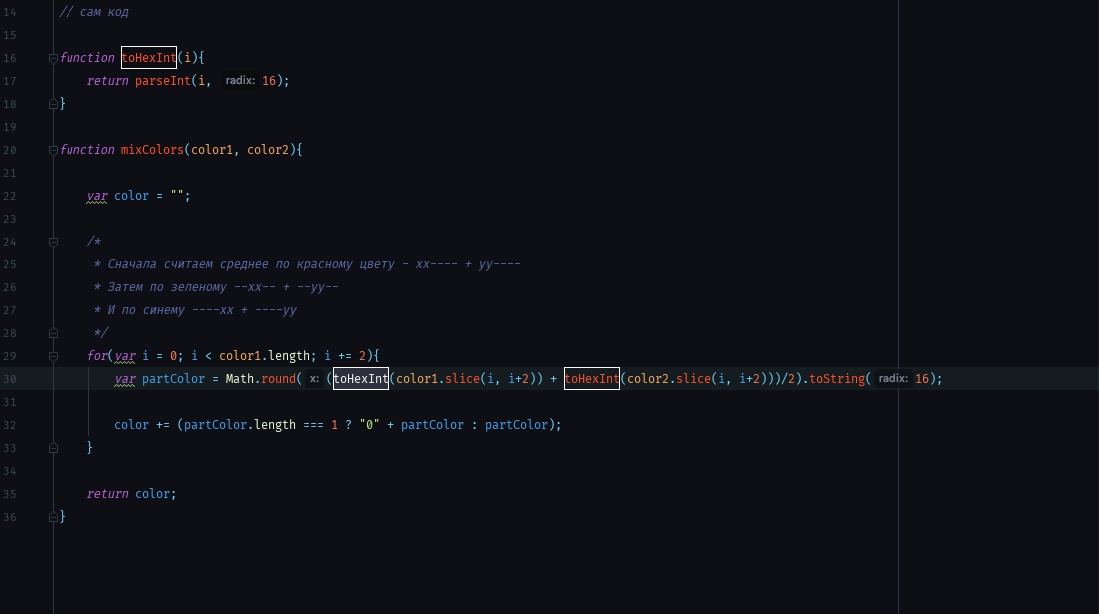 14 // сам код
15
16 function toHexInt(i){
17 return parseInt(i, radix: 16);
18 }
19
20 function mixColors(color1, color2){
21
22 var color = "";
23
24 /*
25 * Сначала считаем среднее по красному цвету - xx---- + yy----
26 * Затем по зеленому --xx-- + --yy--
27 * И по синему ----xx + ----yy
28 */
29 for(var i = 0; i < color1.length; i += 2){
30 var partColor = Math.round( x: (toHexInt(color1.slice(i, i+2)) + toHexInt(color2.slice(i, i+2)))/2).toString( radix: 16);
31
32 color += (partColor.length === 1 ? "0" + partColor : partColor);
33 }
34
35 return color;
36 }